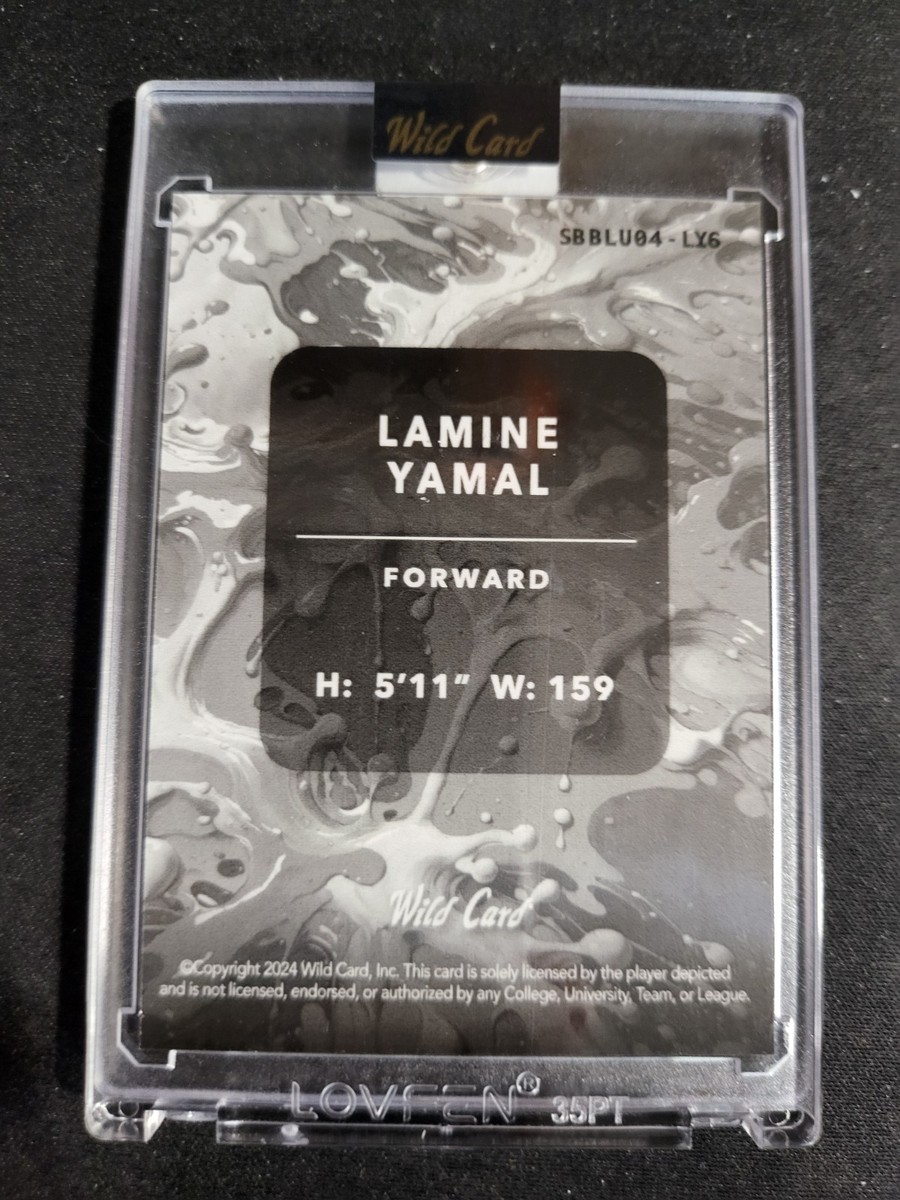 Wild Card
SBBLU04-LY6
LAMINE
YAMAL
FORWARD
H: 5'11" W: 159
Wild Card
©Copyright 2024 Wild Card, Inc. This card is solely licensed by the player depicted
and is not licensed, endorsed, or authorized by any College, University, Team, or League.
LOVFEN® 35PT